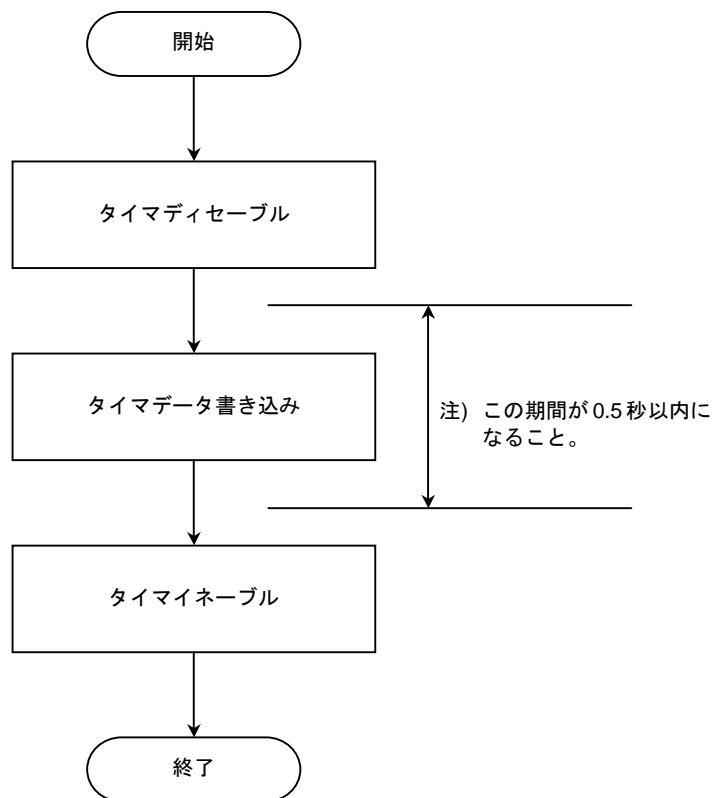 開始
タイマディセーブル
タイマデータ書き込み
注) この期間が0.5秒以内に
なること。
タイマイネーブル
終了